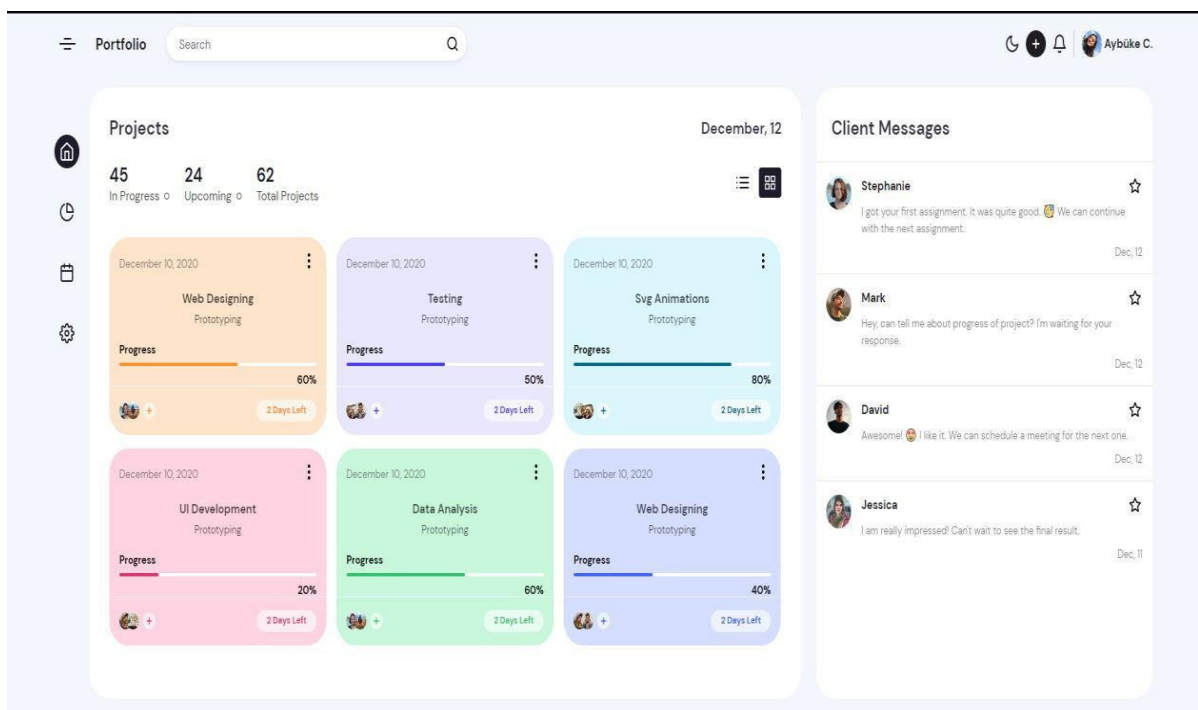 Portfolio
Search
Aybüke C.
Projects
December, 12
45
24
62
In Progress
Upcoming
Total Projects
December 10, 2020
Web Designing
Prototyping
Progress
60%
+
2 Days Left
December 10, 2020
Testing
Prototyping
Progress
50%
+
2 Days Left
December 10, 2020
Svg Animations
Prototyping
Progress
80%
+
2 Days Left
December 10, 2020
UI Development
Prototyping
Progress
20%
+
2 Days Left
December 10, 2020
Data Analysis
Prototyping
Progress
60%
+
2 Days Left
December 10, 2020
Web Designing
Prototyping
Progress
40%
+
2 Days Left
Client Messages
Stephanie
I got your first assignment. It was quite good. 🥳 We can continue
with the next assignment.
Dec, 12
Mark
Hey, can tell me about progress of project? I'm waiting for your
response.
Dec, 12
David
Awesome! 🤩 I like it. We can schedule a meeting for the next one.
Dec, 12
Jessica
I am really impressed! Can't wait to see the final result.
Dec, 11